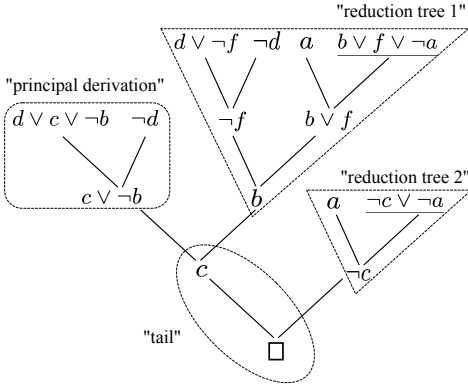 "reduction tree 1"
d ∨ ¬f ¬d a b ∨ f ∨ ¬a
"principal derivation"
d ∨ c ∨ ¬b ¬d
¬f b ∨ f
"reduction tree 2"
c ∨ ¬b b a ¬c ∨ ¬a
c ¬c
"tail"
□